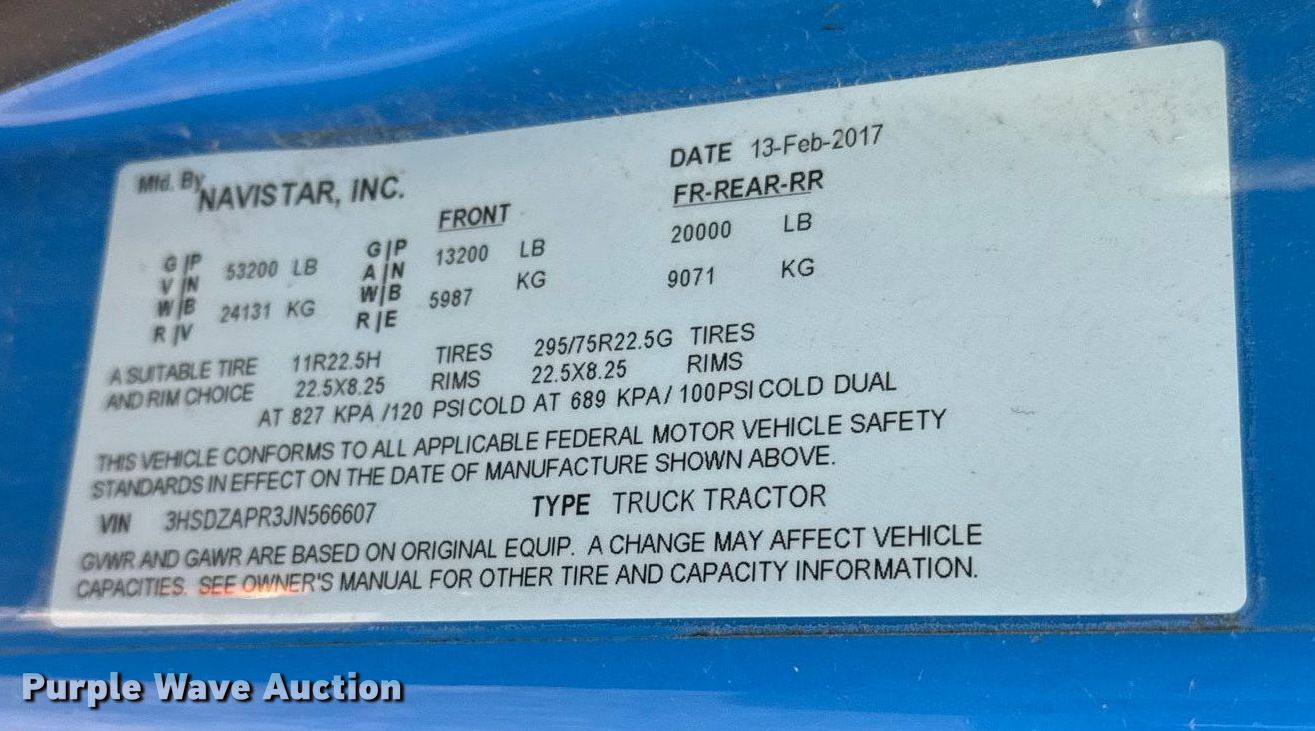 Mfd. By NAVISTAR, INC. DATE 13-Feb-2017
FRONT FR-REAR-RR
G|P 53200 LB G|P 13200 LB 20000 LB
V|N A|N
W|B 24131 KG W|B 5987 KG 9071 KG
R|V R|E
A SUITABLE TIRE 11R22.5H TIRES 295/75R22.5G TIRES
AND RIM CHOICE 22.5X8.25 RIMS 22.5X8.25 RIMS
AT 827 KPA /120 PSI COLD AT 689 KPA/ 100PSI COLD DUAL
THIS VEHICLE CONFORMS TO ALL APPLICABLE FEDERAL MOTOR VEHICLE SAFETY
STANDARDS IN EFFECT ON THE DATE OF MANUFACTURE SHOWN ABOVE.
VIN 3HSDZAPR3JN566607 TYPE TRUCK TRACTOR
GVWR AND GAWR ARE BASED ON ORIGINAL EQUIP. A CHANGE MAY AFFECT VEHICLE
CAPACITIES. SEE OWNER'S MANUAL FOR OTHER TIRE AND CAPACITY INFORMATION.
Purple Wave Auction